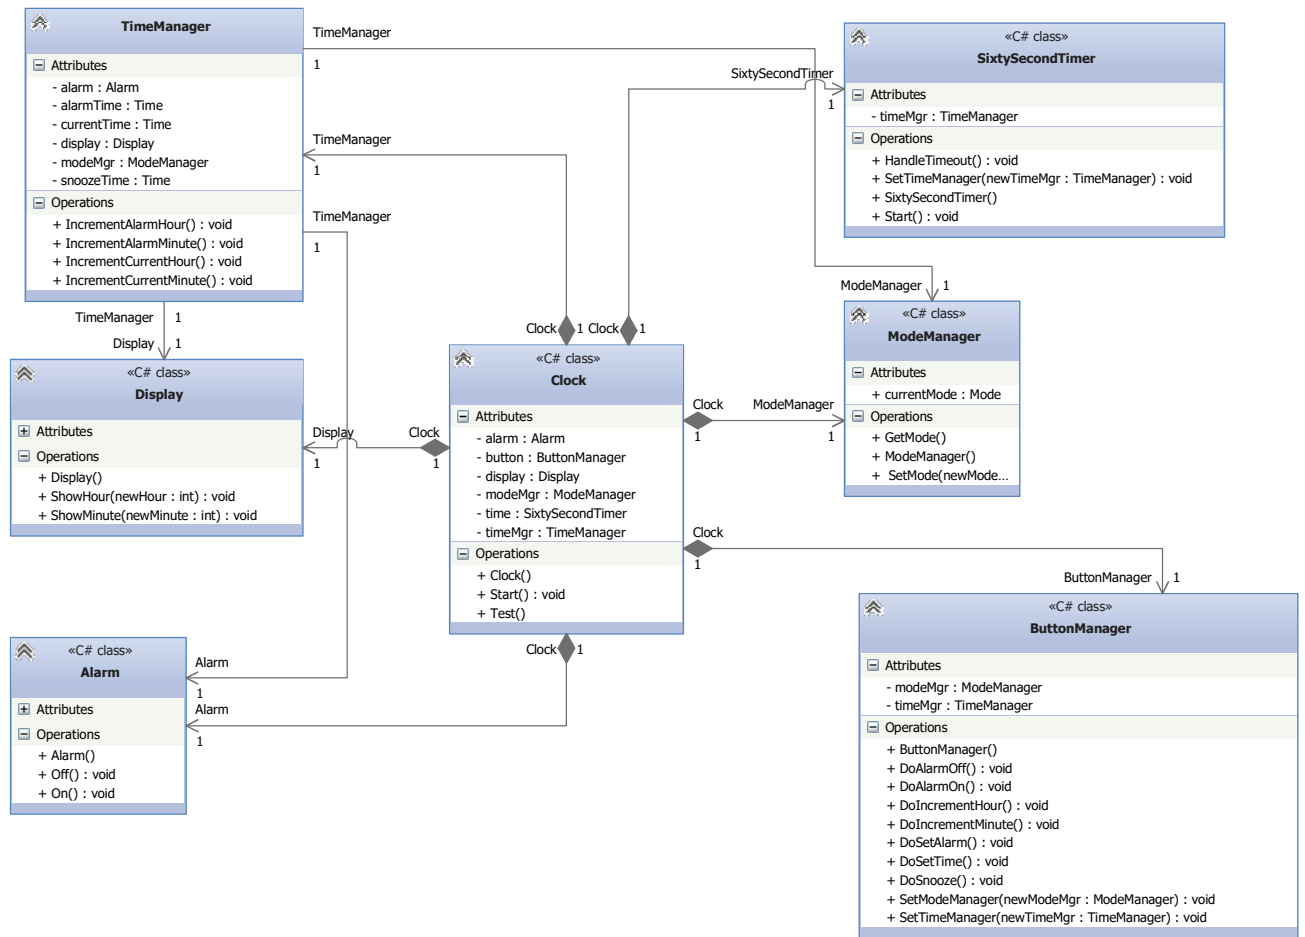 TimeManager
Attributes
- alarm : Alarm
- alarmTime : Time
- currentTime : Time
- display : Display
- modeMgr : ModeManager
- snoozeTime : Time
Operations
+ IncrementAlarmHour() : void
+ IncrementAlarmMinute() : void
+ IncrementCurrentHour() : void
+ IncrementCurrentMinute() : void
TimeManager
1
TimeManager
1
TimeManager
1
SixtySecondTimer
1
«C# class»
SixtySecondTimer
Attributes
- timeMgr : TimeManager
Operations
+ HandleTimeout() : void
+ SetTimeManager(newTimeMgr : TimeManager) : void
+ SixtySecondTimer()
+ Start() : void
TimeManager 1
Display 1
ModeManager 1
Clock 1 Clock 1
«C# class»
Display
Attributes
Operations
+ Display()
+ ShowHour(newHour : int) : void
+ ShowMinute(newMinute : int) : void
Display
1
Clock
1
«C# class»
Clock
Attributes
- alarm : Alarm
- button : ButtonManager
- display : Display
- modeMgr : ModeManager
- time : SixtySecondTimer
- timeMgr : TimeManager
Operations
+ Clock()
+ Start() : void
+ Test()
Clock
1
ModeManager
1
«C# class»
ModeManager
Attributes
+ currentMode : Mode
Operations
+ GetMode()
+ ModeManager()
+ SetMode(newMode...
Clock
1
ButtonManager 1
Clock 1
«C# class»
Alarm
Attributes
Operations
+ Alarm()
+ Off() : void
+ On() : void
Alarm
1
Alarm
1
«C# class»
ButtonManager
Attributes
- modeMgr : ModeManager
- timeMgr : TimeManager
Operations
+ ButtonManager()
+ DoAlarmOff() : void
+ DoAlarmOn() : void
+ DoIncrementHour() : void
+ DoIncrementMinute() : void
+ DoSetAlarm() : void
+ DoSetTime() : void
+ DoSnooze() : void
+ SetModeManager(newModeMgr : ModeManager) : void
+ SetTimeManager(newTimeMgr : TimeManager) : void